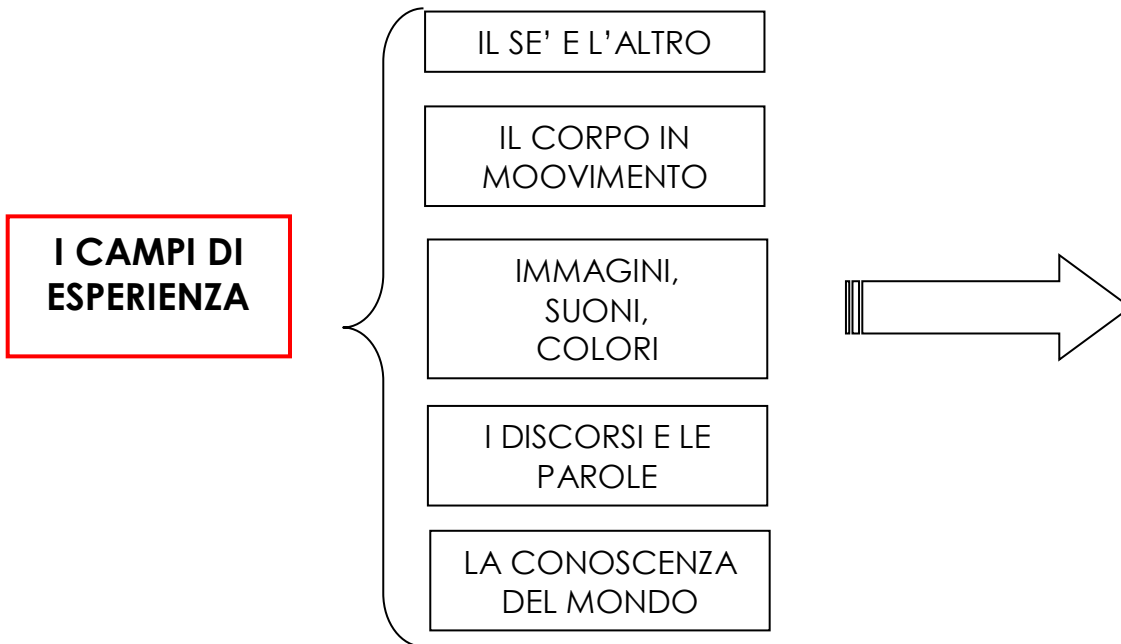 I CAMPI DI
ESPERIENZA
IL SE’ E L’ALTRO
IL CORPO IN
MOOVIMENTO
IMMAGINI,
SUONI,
COLORI
I DISCORSI E LE
PAROLE
LA CONOSCENZA
DEL MONDO